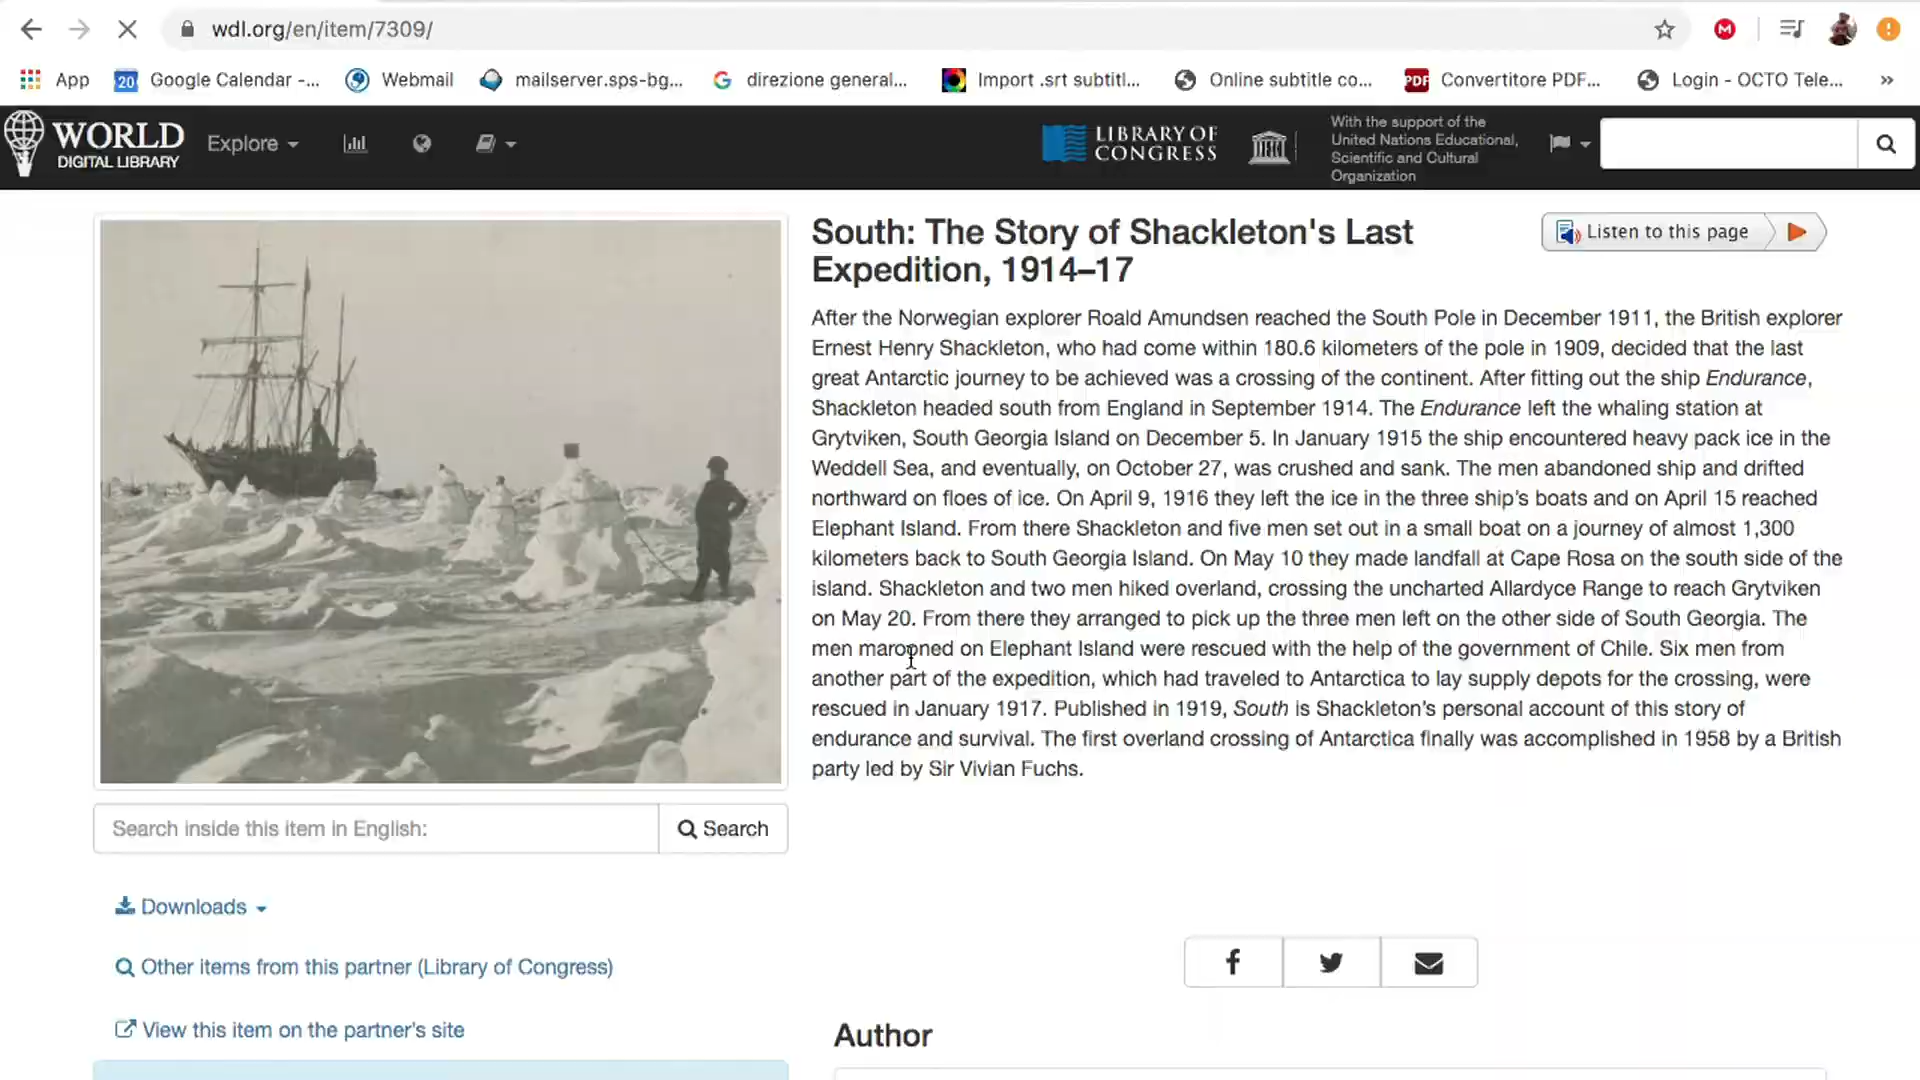 wdl.org/en/item/7309/
App
20
Google Calendar -...
Webmail
mailserver.sps-bg...
direzione general...
Import .srt subtitl...
Online subtitle co...
PDF
Convertitore PDF...
Login - OCTO Tele...
»
WORLD
DIGITAL LIBRARY
Explore
LIBRARY OF
CONGRESS
With the support of the
United Nations Educational,
Scientific and Cultural
Organization
South: The Story of Shackleton's Last
Expedition, 1914–17
Listen to this page
After the Norwegian explorer Roald Amundsen reached the South Pole in December 1911, the British explorer
Ernest Henry Shackleton, who had come within 180.6 kilometers of the pole in 1909, decided that the last
great Antarctic journey to be achieved was a crossing of the continent. After fitting out the ship Endurance,
Shackleton headed south from England in September 1914. The Endurance left the whaling station at
Grytviken, South Georgia Island on December 5. In January 1915 the ship encountered heavy pack ice in the
Weddell Sea, and eventually, on October 27, was crushed and sank. The men abandoned ship and drifted
northward on floes of ice. On April 9, 1916 they left the ice in the three ship's boats and on April 15 reached
Elephant Island. From there Shackleton and five men set out in a small boat on a journey of almost 1,300
kilometers back to South Georgia Island. On May 10 they made landfall at Cape Rosa on the south side of the
island. Shackleton and two men hiked overland, crossing the uncharted Allardyce Range to reach Grytviken
on May 20. From there they arranged to pick up the three men left on the other side of South Georgia. The
men marooned on Elephant Island were rescued with the help of the government of Chile. Six men from
another part of the expedition, which had traveled to Antarctica to lay supply depots for the crossing, were
rescued in January 1917. Published in 1919, South is Shackleton's personal account of this story of
endurance and survival. The first overland crossing of Antarctica finally was accomplished in 1958 by a British
party led by Sir Vivian Fuchs.
Search inside this item in English:
Search
Downloads
Other items from this partner (Library of Congress)
View this item on the partner's site
Author